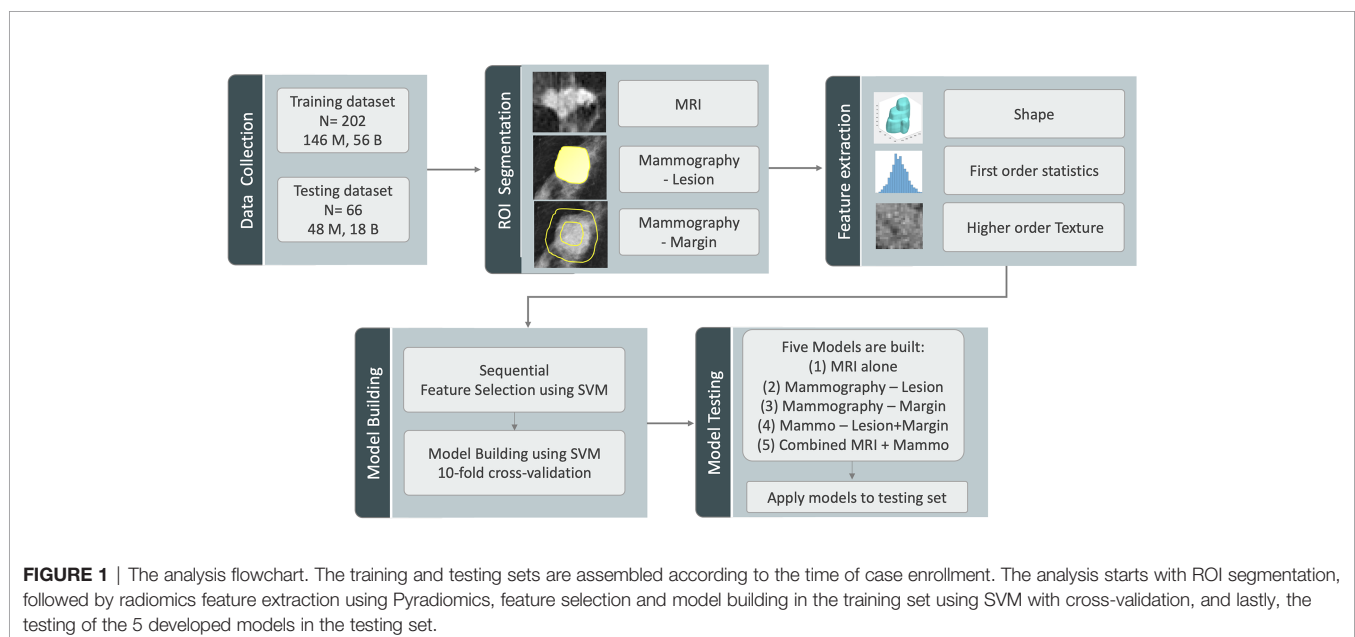 Data Collection
Training dataset
N= 202
146 M, 56 B
Testing dataset
N= 66
48 M, 18 B
ROI Segmentation
MRI
Mammography
- Lesion
Mammography
- Margin
Feature extraction
Shape
First order statistics
Higher order Texture
Model Building
Sequential
Feature Selection using SVM
Model Building using SVM
10-fold cross-validation
Model Testing
Five Models are built:
(1) MRI alone
(2) Mammography – Lesion
(3) Mammography – Margin
(4) Mammo – Lesion+Margin
(5) Combined MRI + Mammo
Apply models to testing set
FIGURE 1 | The analysis flowchart. The training and testing sets are assembled according to the time of case enrollment. The analysis starts with ROI segmentation,
followed by radiomics feature extraction using Pyradiomics, feature selection and model building in the training set using SVM with cross-validation, and lastly, the
testing of the 5 developed models in the testing set.